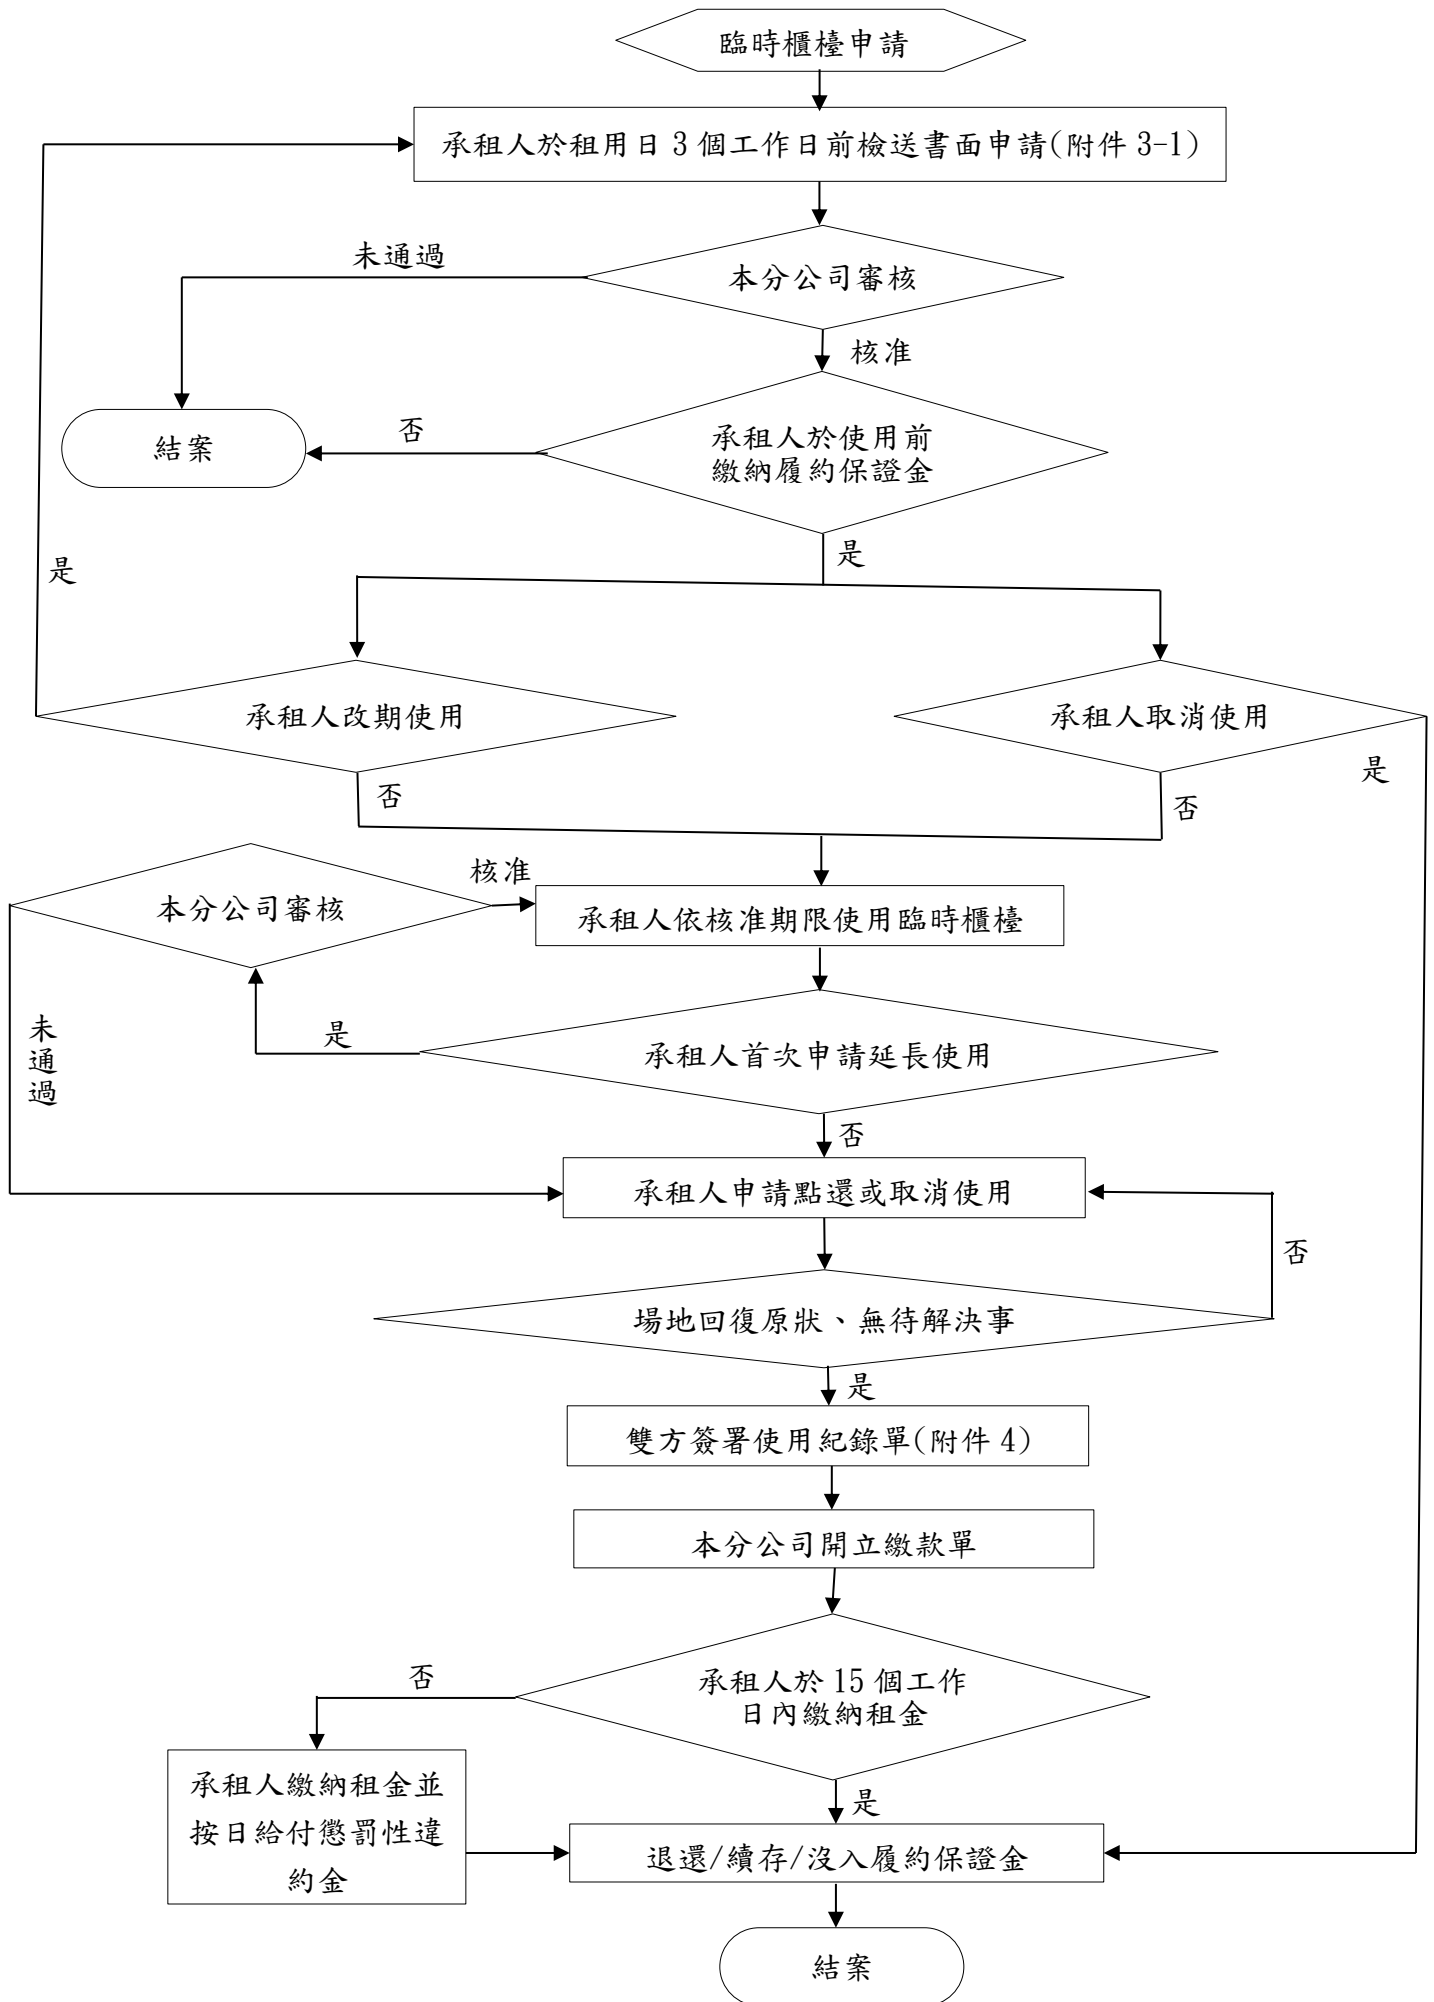 臨時櫃檯申請
承租人於租用日 3 個工作日前檢送書面申請(附件 3-1)
未通過
本分公司審核
核准
否
承租人於使用前
繳納履約保證金
結案
是
是
承租人改期使用
承租人取消使用
是
否
否
核准
本分公司審核
承租人依核准期限使用臨時櫃檯
未
通
過
是
承租人首次申請延長使用
否
承租人申請點還或取消使用
否
場地回復原狀、無待解決事
是
雙方簽署使用紀錄單(附件 4)
本分公司開立繳款單
否
承租人於 15 個工作
日內繳納租金
承租人繳納租金並
按日給付懲罰性違
約金
是
退還/續存/沒入履約保證金
結案